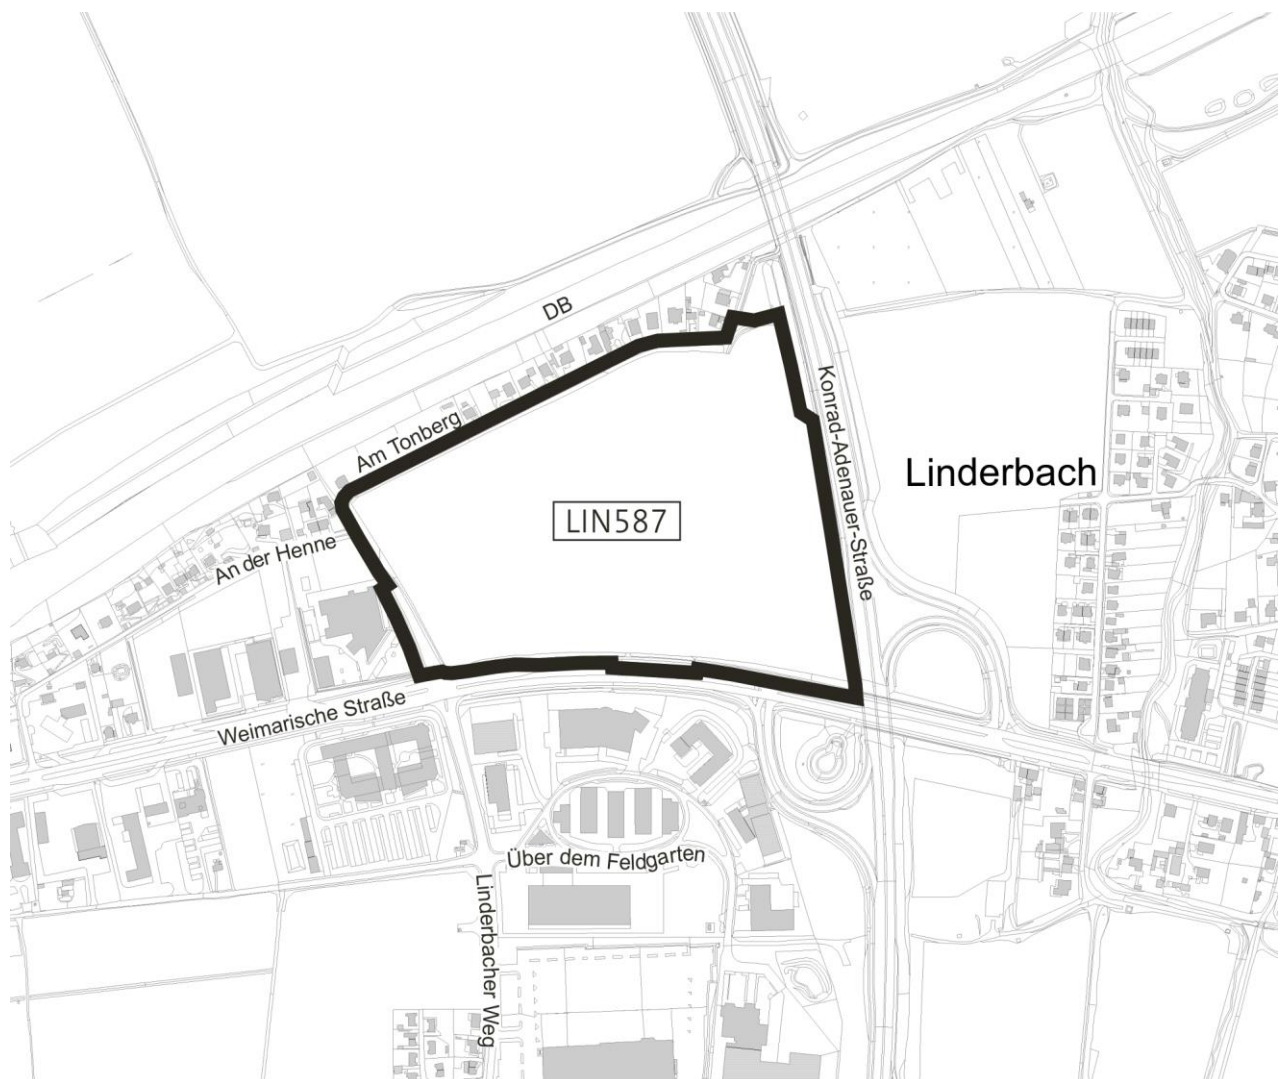 DB
Am Tonberg
Konrad-Adenauer-Straße
Linderbach
LIN587
An der Henne
Weimarische Straße
Über dem Feldgarten
Linderbacher Weg